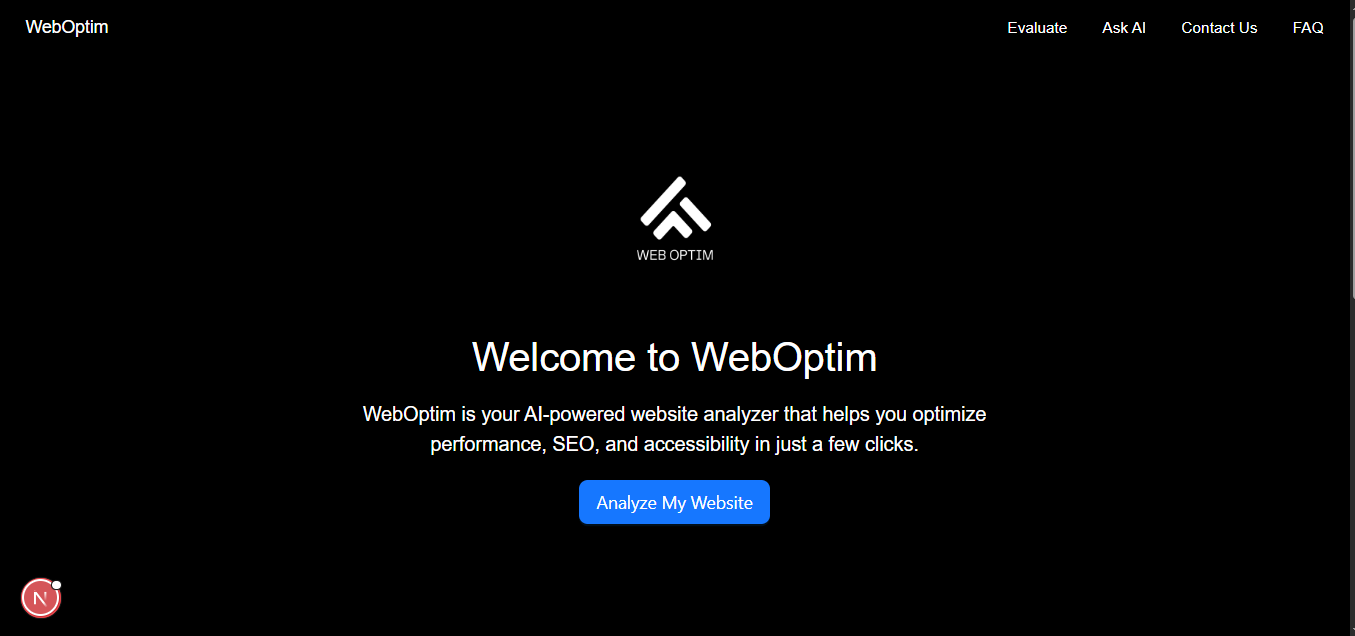 WebOptim
Evaluate
Ask AI
Contact Us
FAQ
WEB OPTIM
Welcome to WebOptim
WebOptim is your AI-powered website analyzer that helps you optimize
performance, SEO, and accessibility in just a few clicks.
Analyze My Website
N